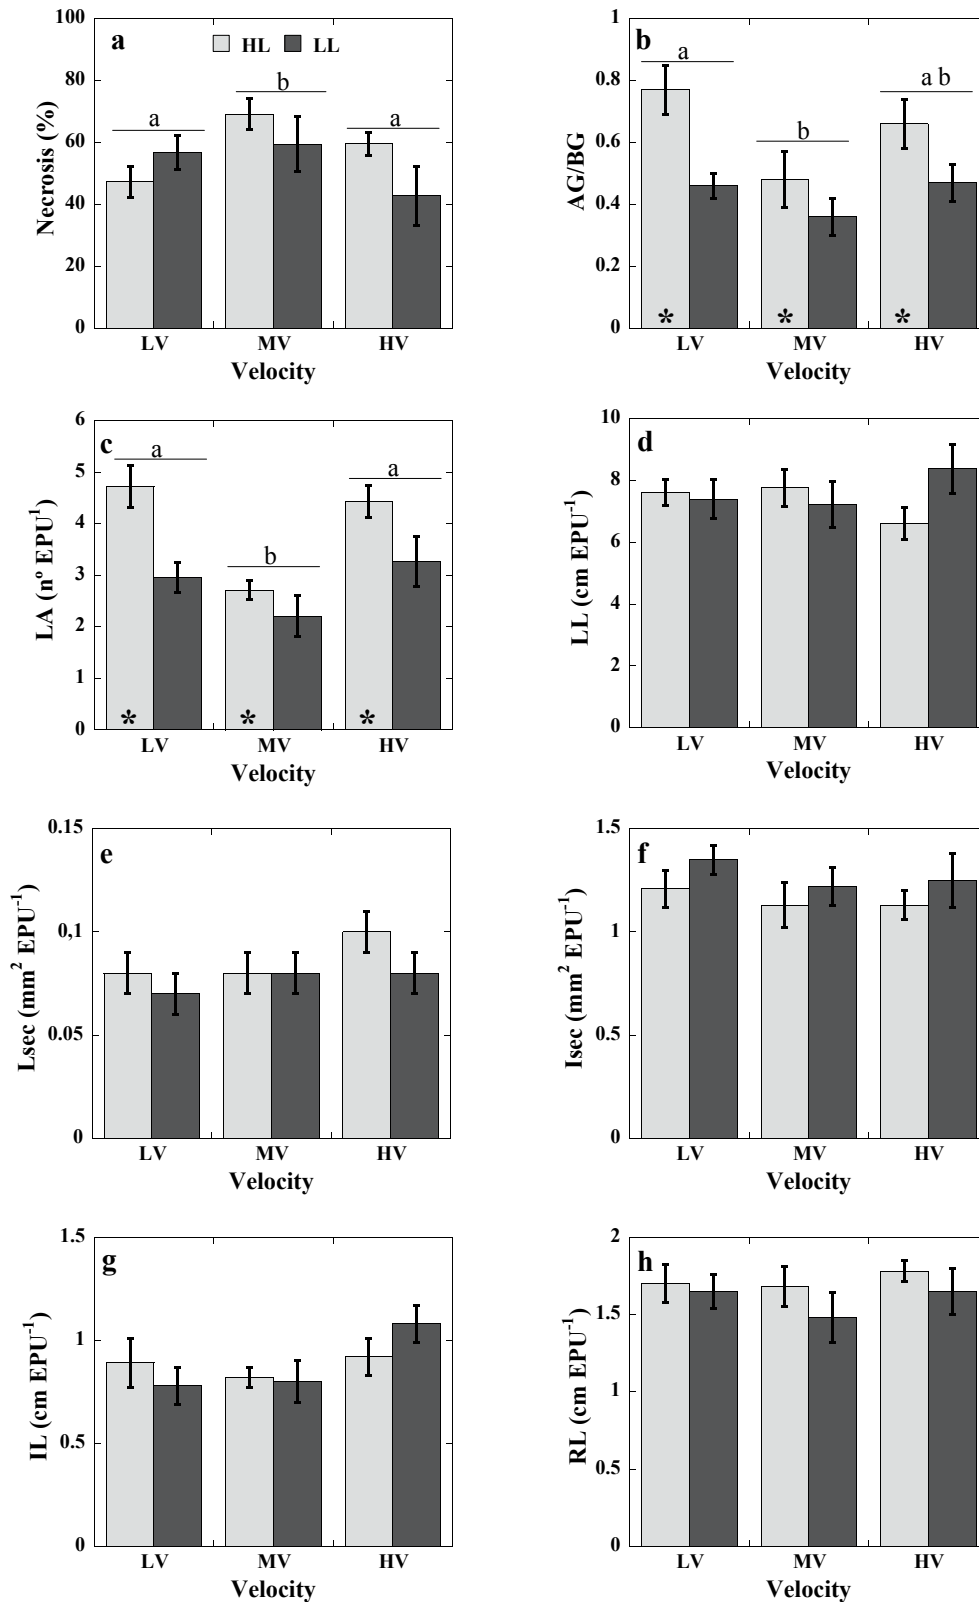 a
HL LL
100
80
60
40
20
0
Necrosis (%)
a
b
a
LV MV HV
Velocity
b
1
0.8
0.6
0.4
0.2
0
AG/BG
a
b
a b
* * *
LV MV HV
Velocity
c
6
5
4
3
2
1
0
LA (nº EPU¹)
a
b
a
* * *
LV MV HV
Velocity
d
10
8
6
4
2
0
LL (cm EPU⁻¹)
LV MV HV
Velocity
e
0.15
0,1
0.05
0
Lsec (mm² EPU⁻¹)
LV MV HV
Velocity
f
1.5
1
0.5
0
Isec (mm² EPU⁻¹)
LV MV HV
Velocity
g
1.5
1
0.5
0
IL (cm EPU⁻¹)
LV MV HV
Velocity
h
2
1.5
1
0.5
0
RL (cm EPU⁻¹)
LV MV HV
Velocity